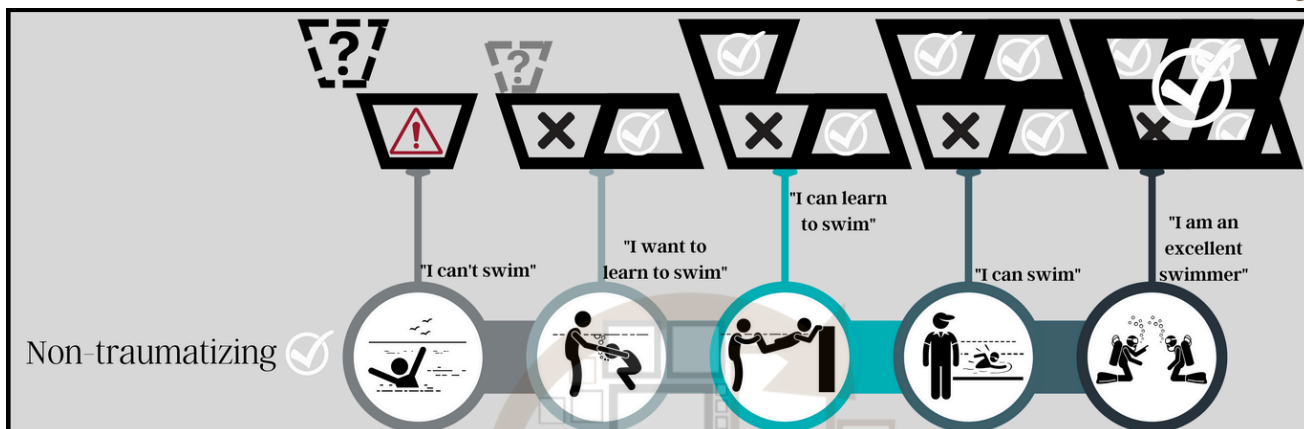 ?
?
"I can learn
to swim"
"I am an
excellent
swimmer"
"I want to
learn to swim"
"I can't swim"
"I can swim"
Non-traumatizing